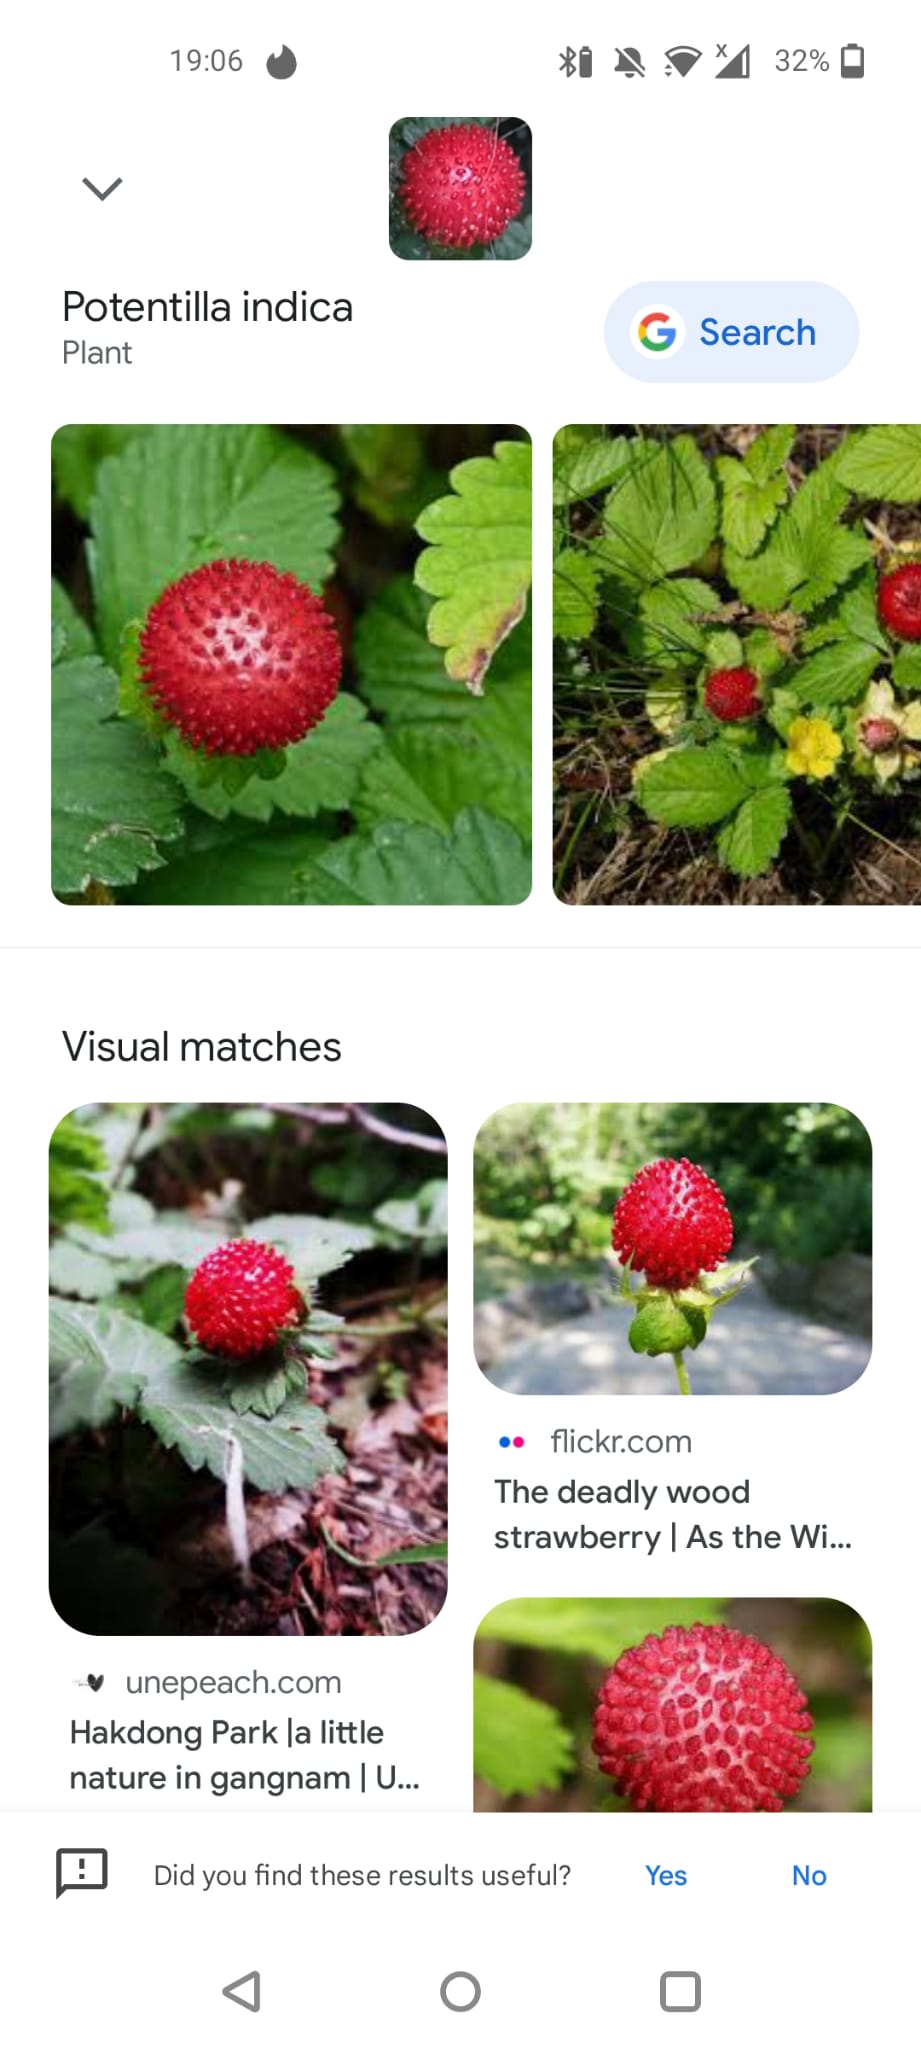 19:06
32%
Potentilla indica
Plant
Search
Visual matches
flickr.com
The deadly wood
strawberry | As the Wi...
unepeach.com
Hakdong Park |a little
nature in gangnam | U...
Did you find these results useful?
Yes
No